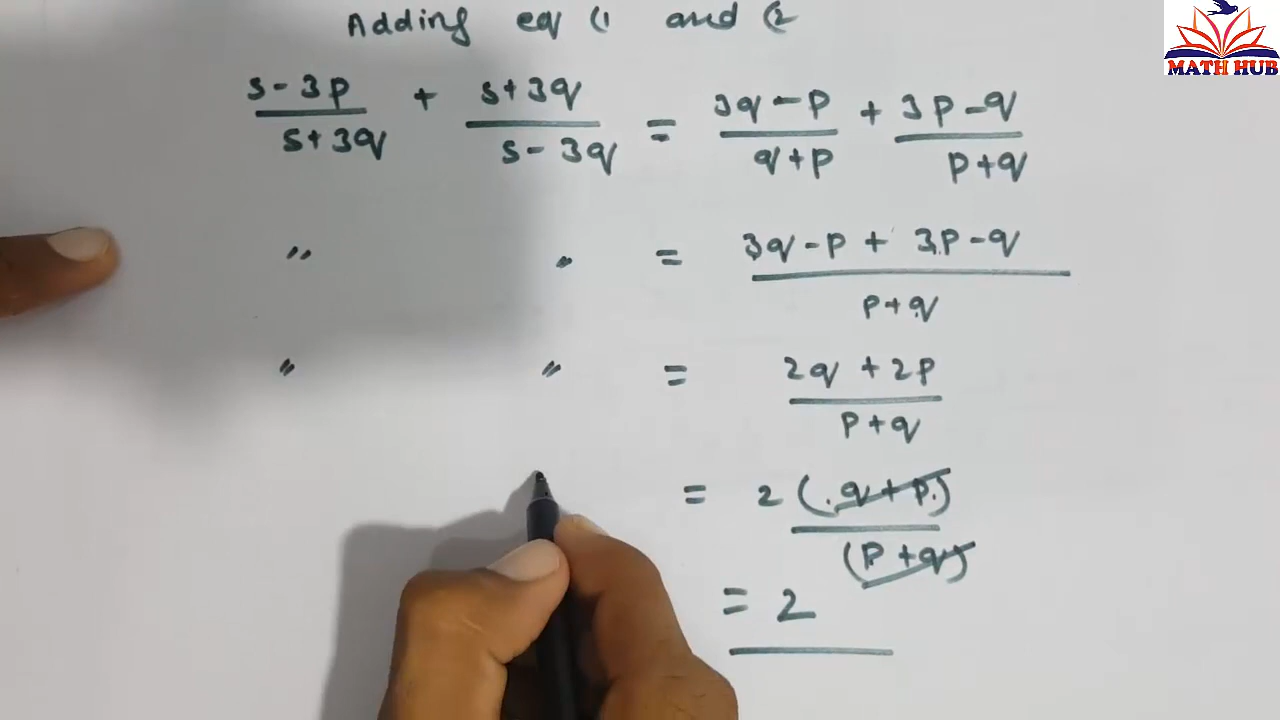 Adding eq (1 and (2
MATH HUB
s-3p/s+3q + s+3q/s-3q = 3q-p/q+p + 3p-q/p+q
〃 〃 = 3q-p+3p-q/p+q
〃 〃 = 2q+2p/p+q
= 2(q+p)/(p+q)
= 2